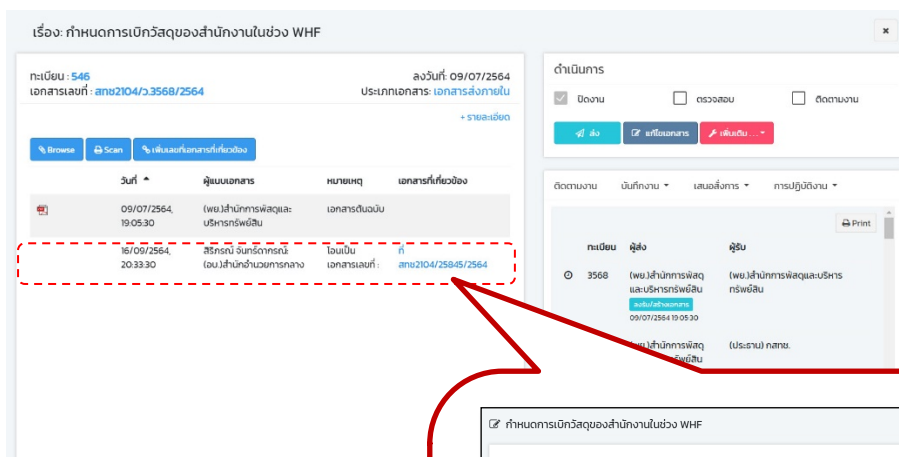 เรื่อง: กำหนดการเบิกวัสดุของสำนักงานในช่วง WHF
ทะเบียน : 546
ลงวันที่: 09/07/2564
เอกสารเลขที่ : สทช2104/ว.3568/2564
ประเภทเอกสาร: เอกสารส่งภายใน
+ รายละเอียด
Browse
Scan
เพิ่มเลขที่เอกสารที่เกี่ยวข้อง
วันที่
ผู้แนบเอกสาร
หมายเหตุ
เอกสารที่เกี่ยวข้อง
09/07/2564, 19:05:30
(พย.)สำนักการพัสดุและบริหารทรัพย์สิน
เอกสารต้นฉบับ
16/09/2564, 20:33:30
สิริกรณ์ จันทร์ดากรณ์: (อบ.)สำนักอำนวยการกลาง
โอนเป็นเอกสารเลขที่ :
ที่ สทช2104/25845/2564
ดำเนินการ
ปิดงาน
ตรวจสอบ
ติดตามงาน
ส่ง
แก้ไขเอกสาร
เพิ่มเติม ...
ติดตามงาน
บันทึกงาน
เสนอสั่งการ
การปฏิบัติงาน
Print
ทะเบียน
ผู้ส่ง
ผู้รับ
3568
(พย.)สำนักการพัสดุและบริหารทรัพย์สิน
ลงรับ/สร้างเอกสาร
09/07/2564 19:05:30
(พย.)สำนักการพัสดุและบริหารทรัพย์สิน
(ประธาน) กสทช.
กำหนดการเบิกวัสดุของสำนักงานในช่วง WHF